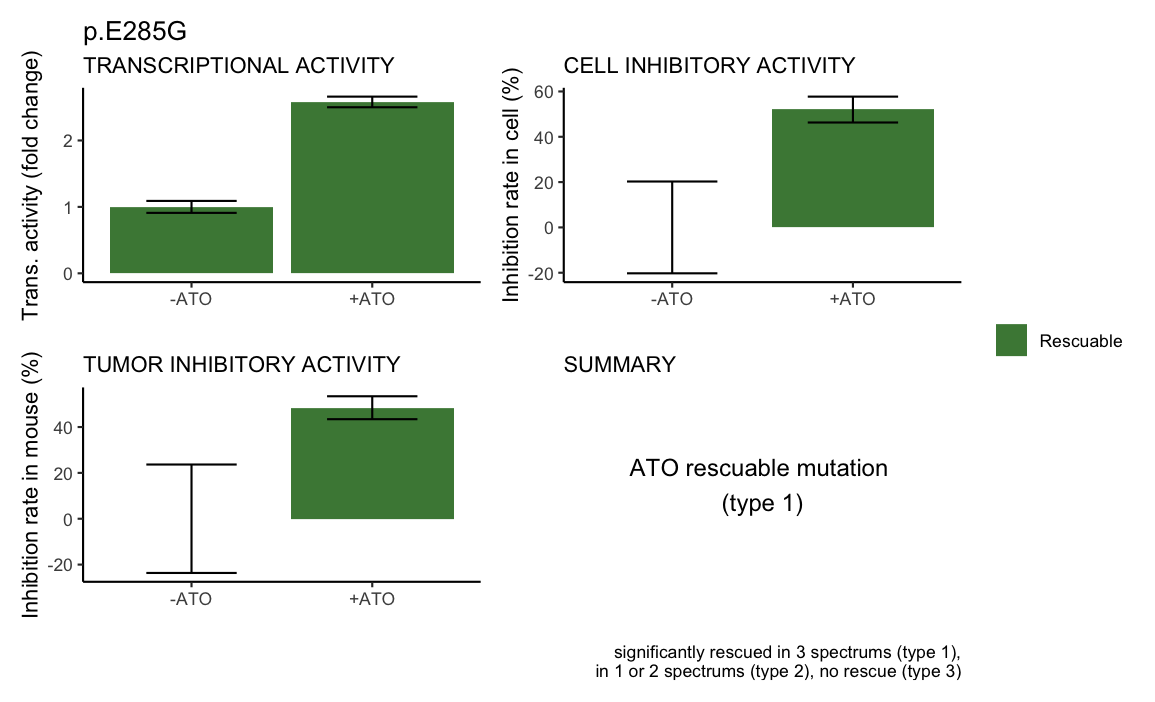 p.E285G
TRANSCRIPTIONAL ACTIVITY
Trans. activity (fold change)
2
1
0
-ATO
+ATO
CELL INHIBITORY ACTIVITY
Inhibition rate in cell (%)
60
40
20
0
-20
-ATO
+ATO
Rescuable
TUMOR INHIBITORY ACTIVITY
Inhibition rate in mouse (%)
40
20
0
-20
-ATO
+ATO
SUMMARY
ATO rescuable mutation
(type 1)
significantly rescued in 3 spectrums (type 1),
in 1 or 2 spectrums (type 2), no rescue (type 3)